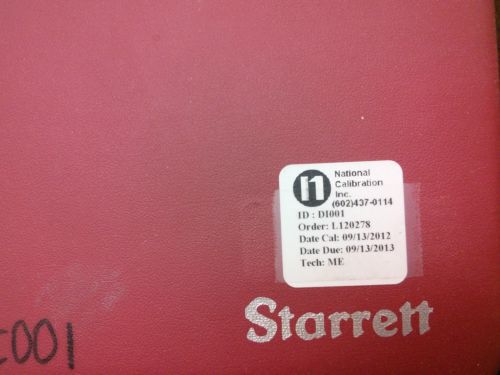 National
Calibration
Inc.
(602)437-0114
ID : DI001
Order: L120278
Date Cal: 09/13/2012
Date Due: 09/13/2013
Tech: ME
Starrett
001